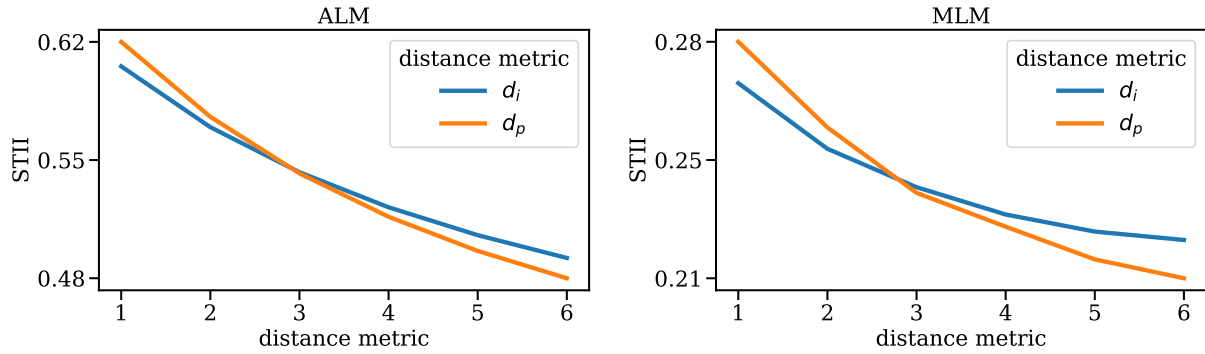 ALM
0.62
0.55
0.48
STII
distance metric
d_i
d_p
1 2 3 4 5 6
distance metric
MLM
0.28
0.25
0.21
STII
distance metric
d_i
d_p
1 2 3 4 5 6
distance metric